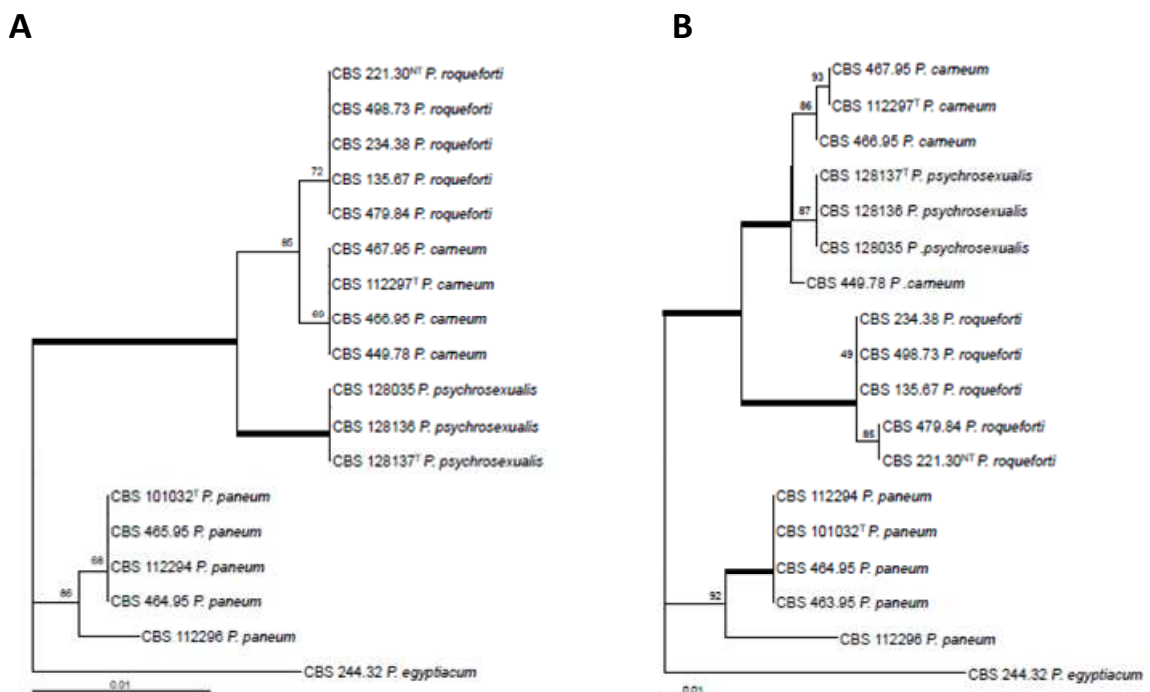 A
CBS 221.30NT P. roqueforti
CBS 498.73 P. roqueforti
CBS 234.38 P. roqueforti
72
CBS 135.67 P. roqueforti
CBS 479.84 P. roqueforti
85
CBS 467.95 P. carneum
CBS 112297T P. carneum
69
CBS 466.95 P. carneum
CBS 449.78 P. carneum
CBS 128035 P. psychrosexualis
CBS 128136 P. psychrosexualis
CBS 128137T P. psychrosexualis
CBS 101032T P. paneum
CBS 465.95 P. paneum
68
CBS 112294 P. paneum
86
CBS 464.95 P. paneum
CBS 112296 P. paneum
CBS 244.32 P. egyptiacum
0.01
B
93
CBS 467.95 P. carneum
86
CBS 112297T P. carneum
CBS 466.95 P. carneum
CBS 128137T P. psychrosexualis
87
CBS 128136 P. psychrosexualis
CBS 128035 P .psychrosexualis
CBS 449.78 P .carneum
CBS 234.38 P. roqueforti
49
CBS 498.73 P. roqueforti
CBS 135.67 P. roqueforti
85
CBS 479.84 P. roqueforti
CBS 221.30NT P. roqueforti
CBS 112294 P. paneum
CBS 101032T P. paneum
CBS 464.95 P. paneum
92
CBS 463.95 P. paneum
CBS 112296 P. paneum
CBS 244.32 P. egyptiacum
0.01